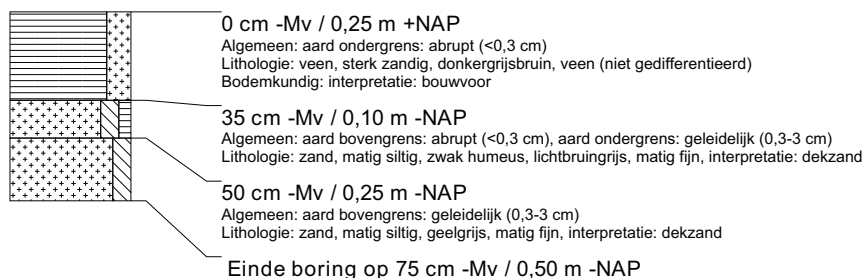 0 cm -Mv / 0,25 m +NAP
Algemeen: aard ondergrens: abrupt (<0,3 cm)
Lithologie: veen, sterk zandig, donkergrijsbruin, veen (niet gedifferentieerd)
Bodemkundig: interpretatie: bouwvoor
35 cm -Mv / 0,10 m -NAP
Algemeen: aard bovengrens: abrupt (<0,3 cm), aard ondergrens: geleidelijk (0,3-3 cm)
Lithologie: zand, matig siltig, zwak humeus, lichtbruingrijs, matig fijn, interpretatie: dekzand
50 cm -Mv / 0,25 m -NAP
Algemeen: aard bovengrens: geleidelijk (0,3-3 cm)
Lithologie: zand, matig siltig, geelgrijs, matig fijn, interpretatie: dekzand
Einde boring op 75 cm -Mv / 0,50 m -NAP